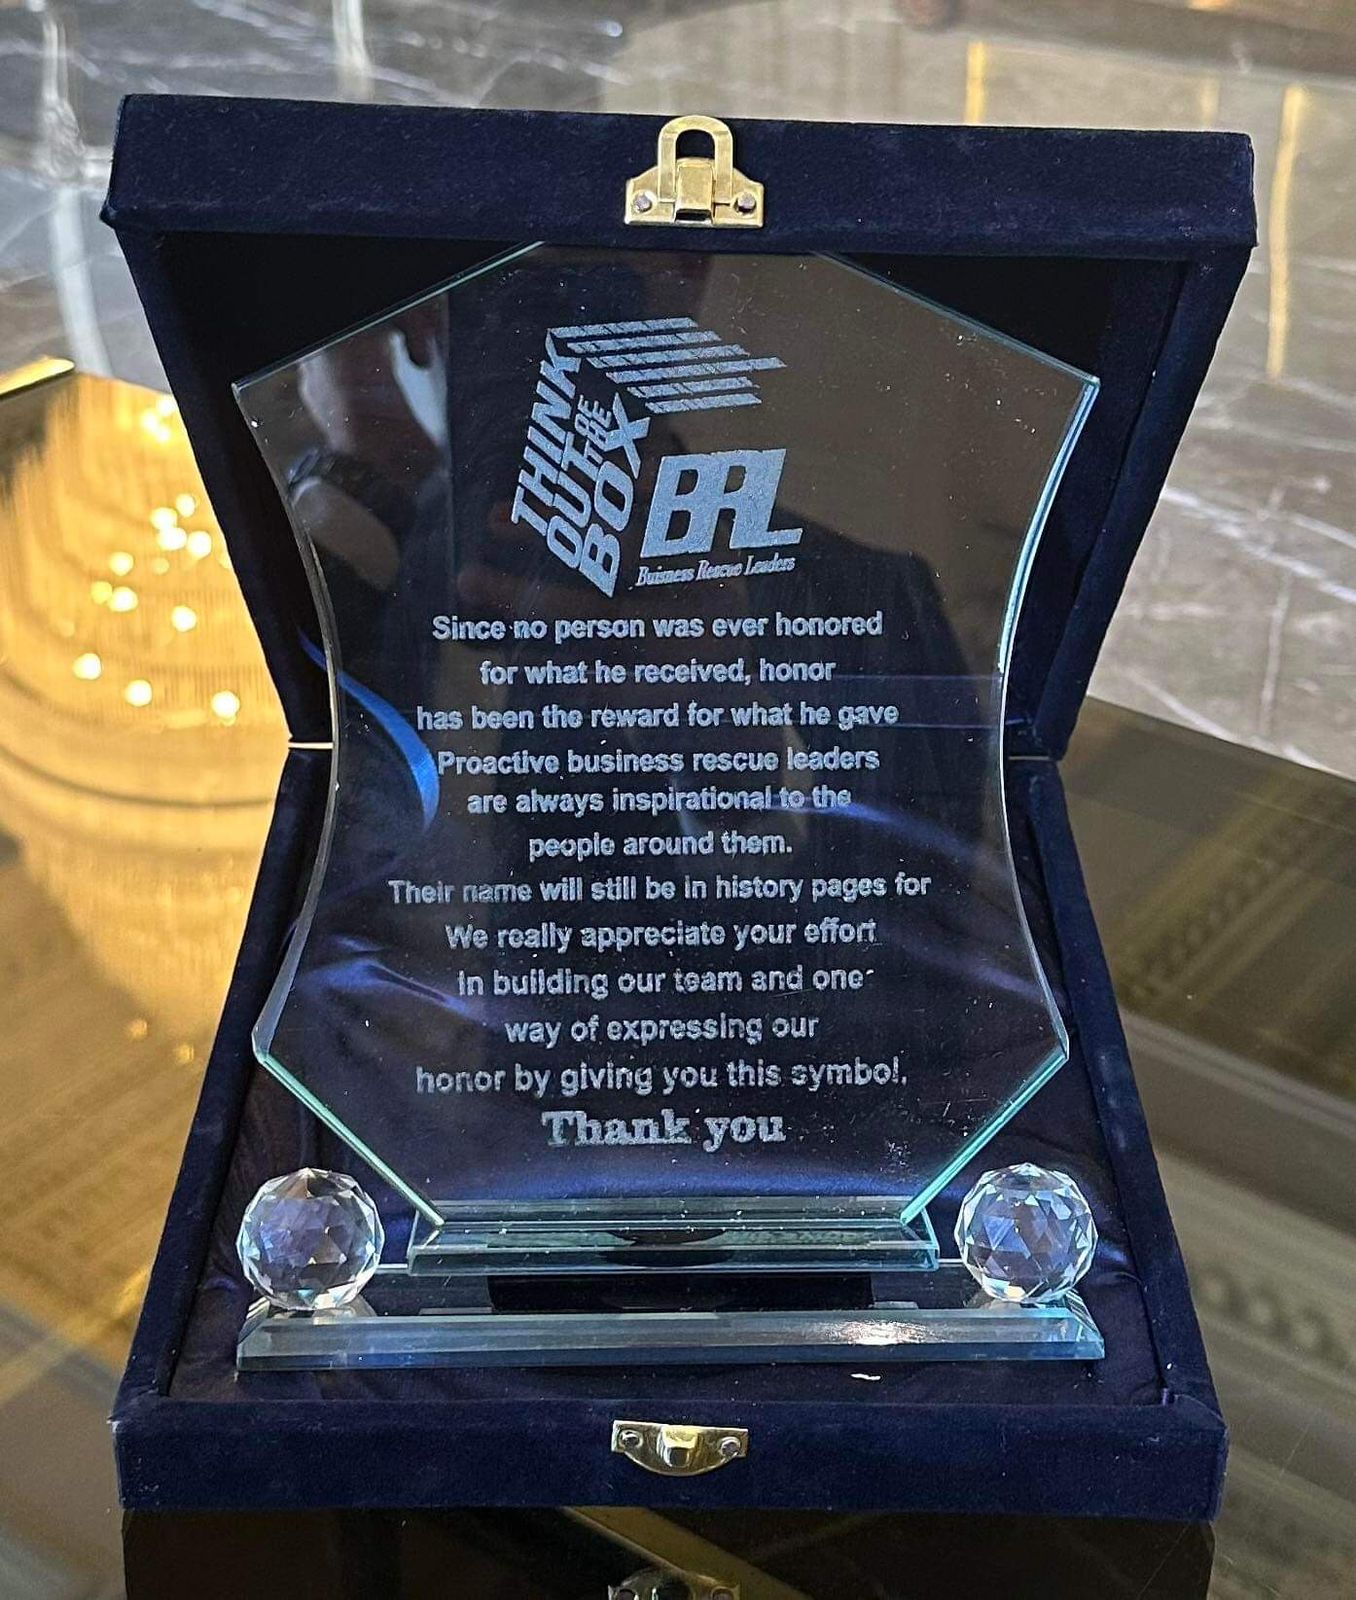 THINK
OUT OF THE
BOX
BRL
Buisness Rescue Leaders
Since no person was ever honored
for what he received, honor
has been the reward for what he gave
Proactive business rescue leaders
are always inspirational to the
people around them.
Their name will still be in history pages for
We really appreciate your effort
in building our team and one
way of expressing our
honor by giving you this symbol.
Thank you